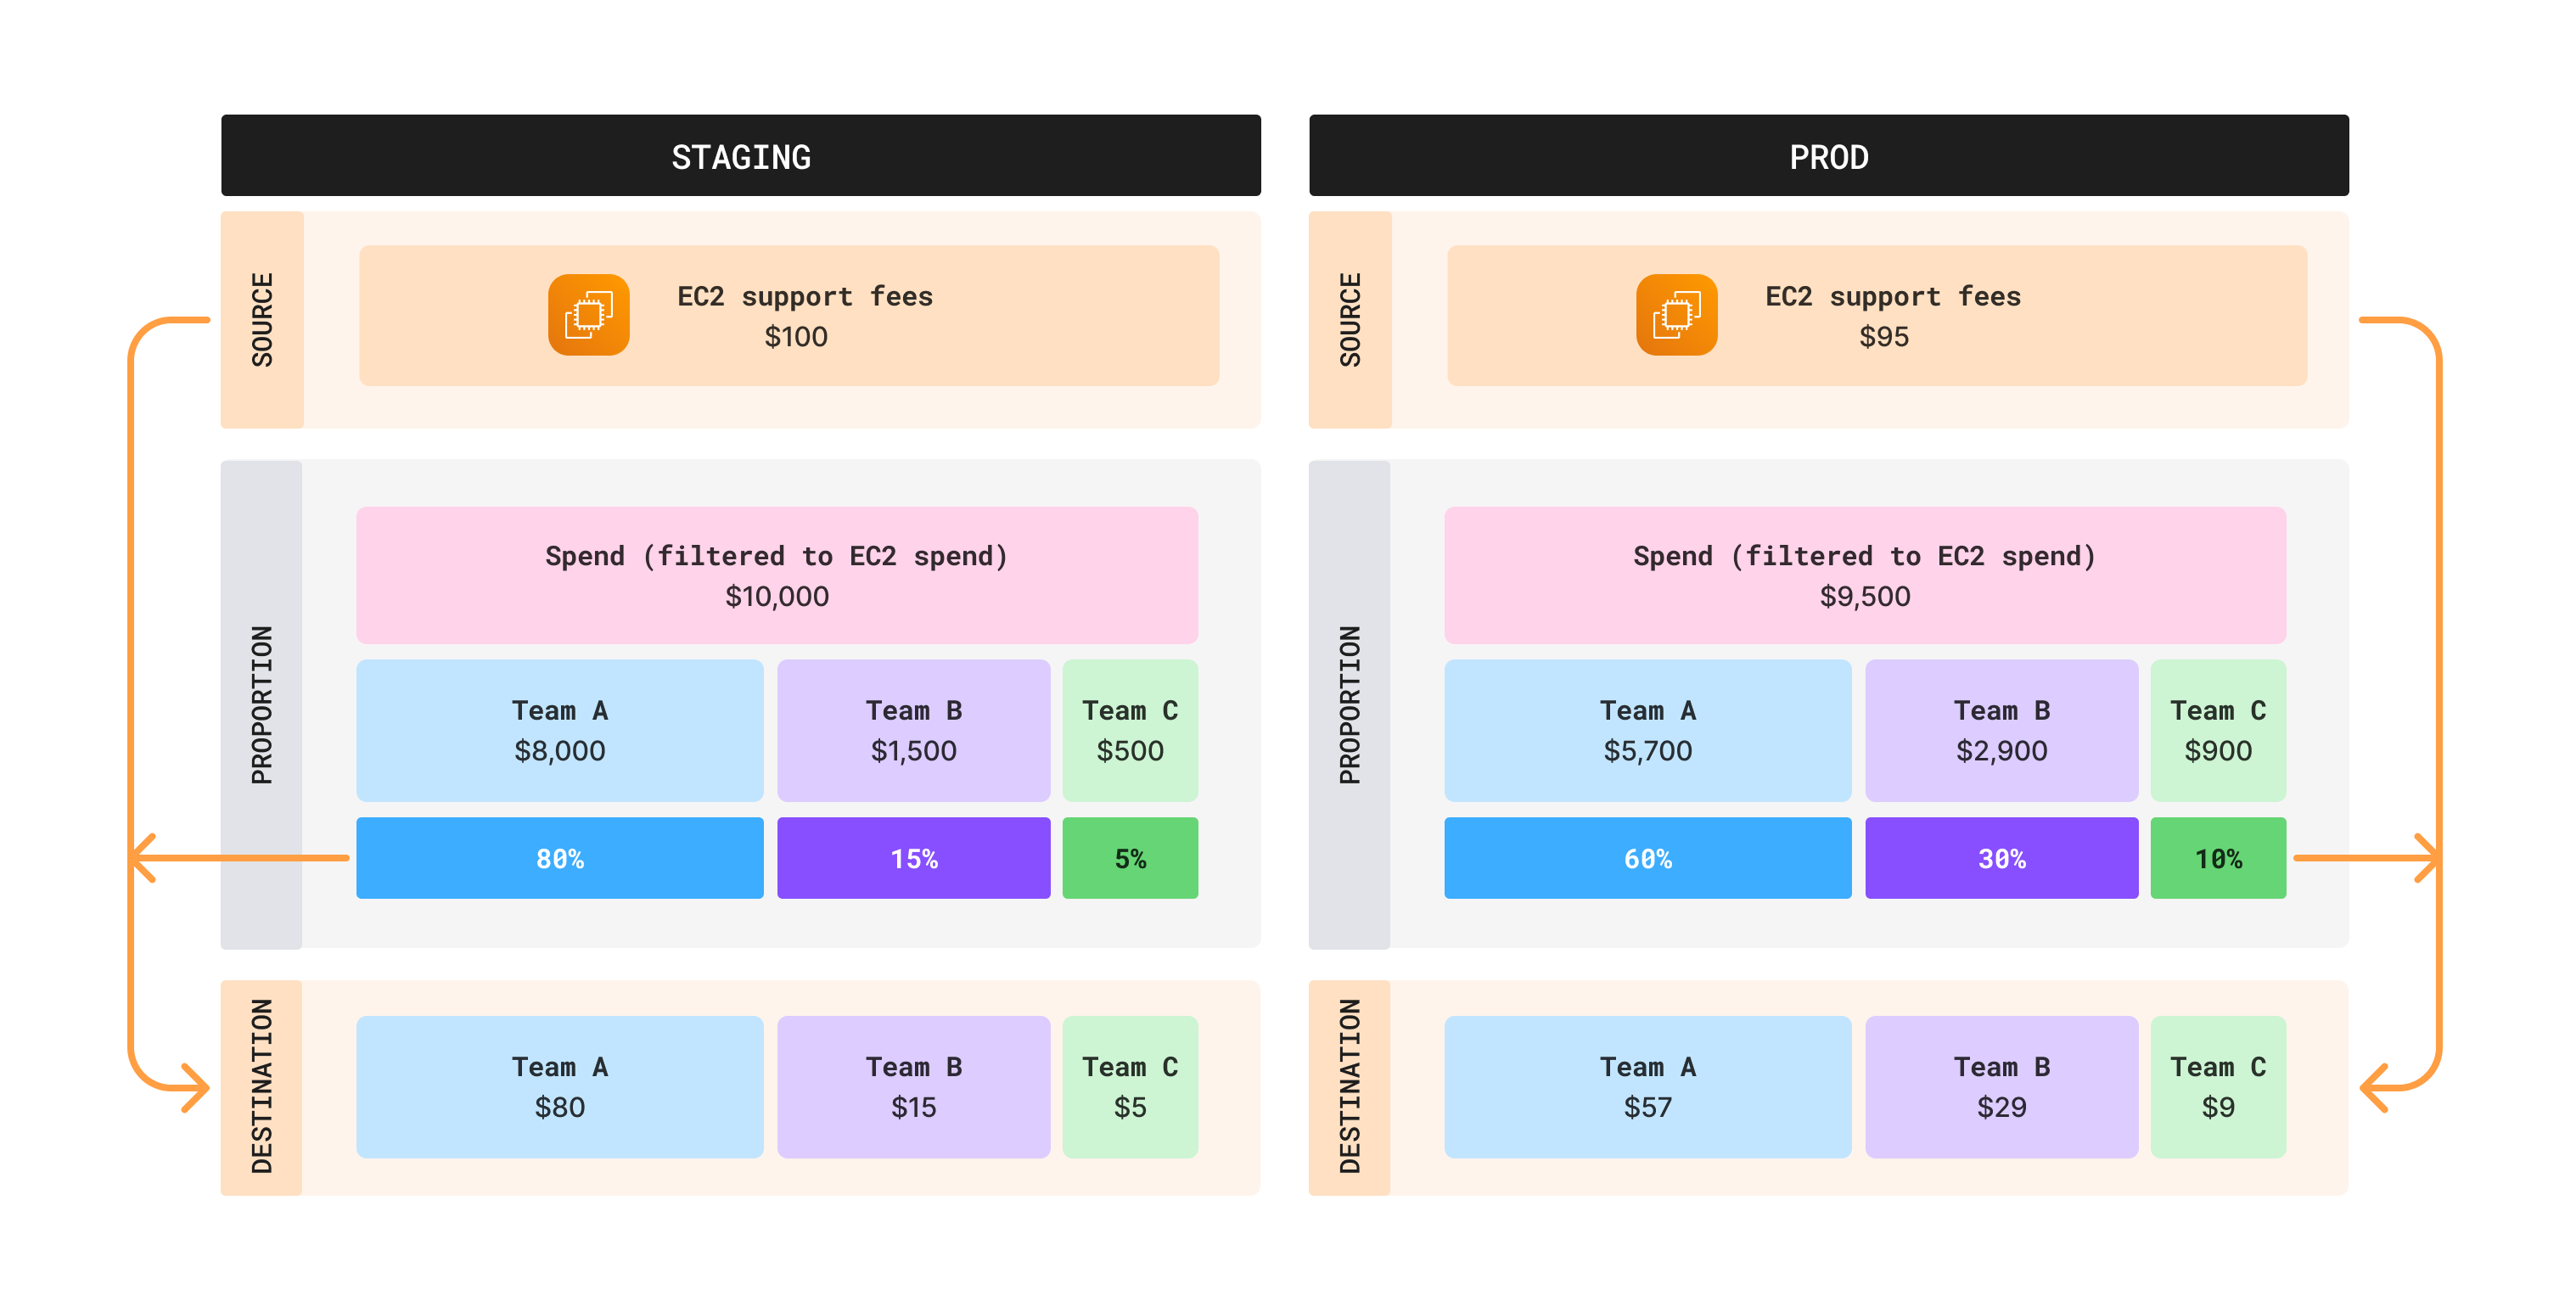 STAGING
SOURCE
EC2 support fees
$100
PROPORTION
Spend (filtered to EC2 spend)
$10,000
Team A
$8,000
Team B
$1,500
Team C
$500
80%
15%
5%
DESTINATION
Team A
$80
Team B
$15
Team C
$5
PROD
SOURCE
EC2 support fees
$95
PROPORTION
Spend (filtered to EC2 spend)
$9,500
Team A
$5,700
Team B
$2,900
Team C
$900
60%
30%
10%
DESTINATION
Team A
$57
Team B
$29
Team C
$9